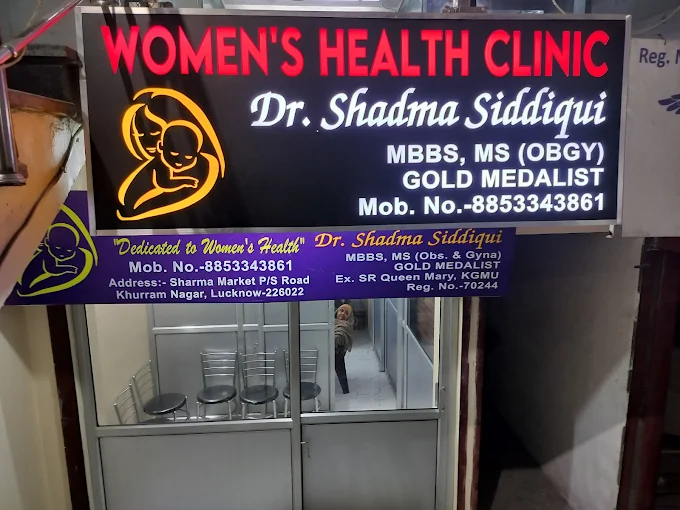 WOMEN'S HEALTH CLINIC
Dr. Shadma Siddiqui
MBBS, MS (OBGY)
GOLD MEDALIST
Mob. No.-8853343861
"Dedicated to Women's Health"
Mob. No.-8853343861
Address:- Sharma Market P/S Road
Khurram Nagar, Lucknow-226022
Dr. Shadma Siddiqui
MBBS, MS (Obs. & Gyna)
GOLD MEDALIST
Ex. SR Queen Mary, KGMU
Reg. No.-70244
Reg.